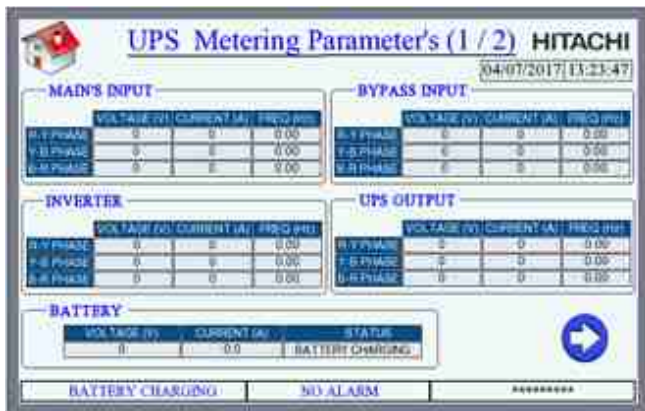 UPS Metering Parameter's (1 / 2) HITACHI
04/07/2017 13:23:47
MAIN'S INPUT
VOLTAGE (V) CURRENT (A) FREQ (Hz)
R-Y PHASE 0 0 0.00
Y-B PHASE 0 0 0.00
B-R PHASE 0 0 0.00
BYPASS INPUT
VOLTAGE (V) CURRENT (A) FREQ (Hz)
R-Y PHASE 0 0 0.00
Y-B PHASE 0 0 0.00
B-R PHASE 0 0 0.00
INVERTER
VOLTAGE (V) CURRENT (A) FREQ (Hz)
R-Y PHASE 0 0 0.00
Y-B PHASE 0 0 0.00
B-R PHASE 0 0 0.00
UPS OUTPUT
VOLTAGE (V) CURRENT (A) FREQ (Hz)
R-Y PHASE 0 0 0.00
Y-B PHASE 0 0 0.00
B-R PHASE 0 0 0.00
BATTERY
VOLTAGE (V) CURRENT (A) STATUS
0 0.0 BATTERY CHARGING
BATTERY CHARGING NO ALARM *********